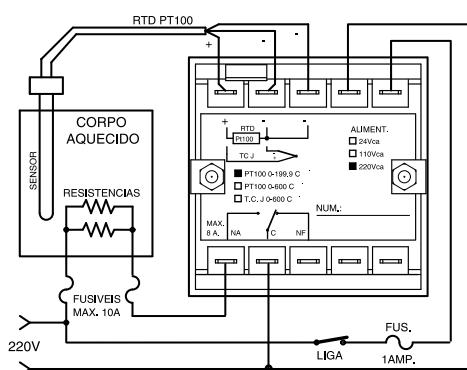 RTD PT100
+ - -
CORPO
AQUECIDO
SENSOR
RESISTENCIAS
+ - -
RTD
Pt100
TC J - +
ALIMENT.
24Vca
110Vca
220Vca
PT100 0-199,9 C
PT100 0-600 C
T.C. J 0-600 C
NUM.:
MAX.
8 A. NA C NF
FUSIVEIS
MAX. 10A
220V
LIGA
FUS.
1AMP.